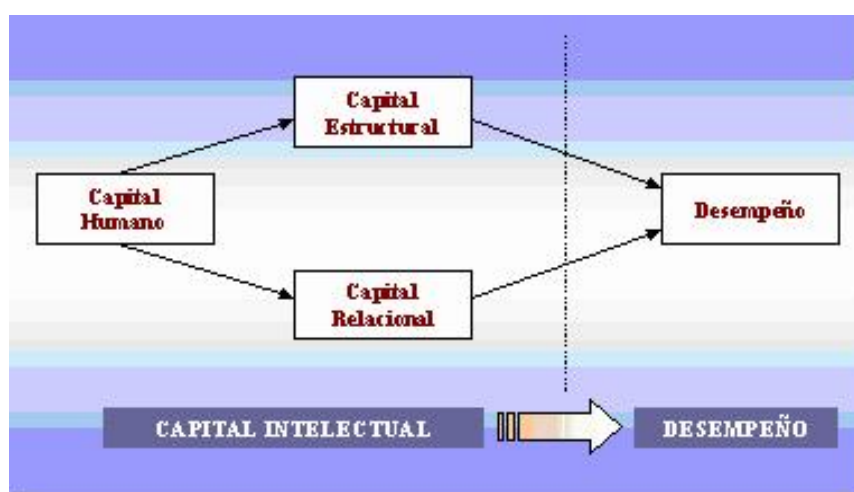 Capital
Estructural
Capital
Humano
Desempeño
Capital
Relacional
CAPITAL INTELECTUAL
DESEMPEÑO